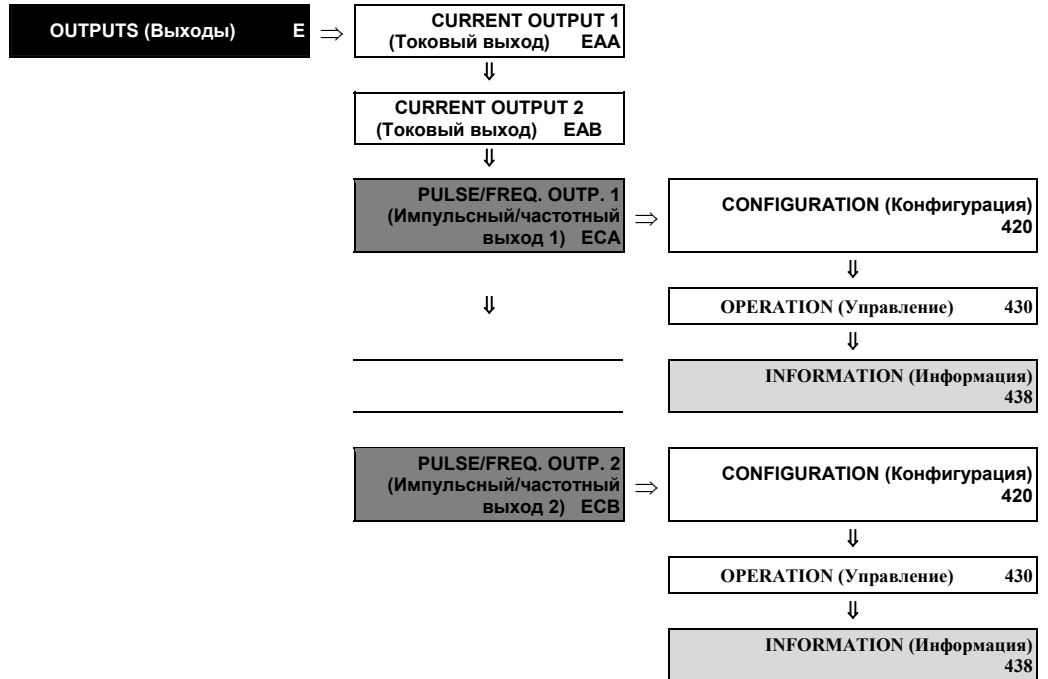 OUTPUTS (Выходы) E ⇒
CURRENT OUTPUT 1
(Токовый выход) EAA
⇓
CURRENT OUTPUT 2
(Токовый выход) EAB
⇓
PULSE/FREQ. OUTP. 1
(Импульсный/частотный
выход 1) ECA
⇒
CONFIGURATION (Конфигурация)
420
⇓
⇓
OPERATION (Управление) 430
⇓
INFORMATION (Информация)
438
PULSE/FREQ. OUTP. 2
(Импульсный/частотный
выход 2) ECB
⇒
CONFIGURATION (Конфигурация)
420
⇓
OPERATION (Управление) 430
⇓
INFORMATION (Информация)
438